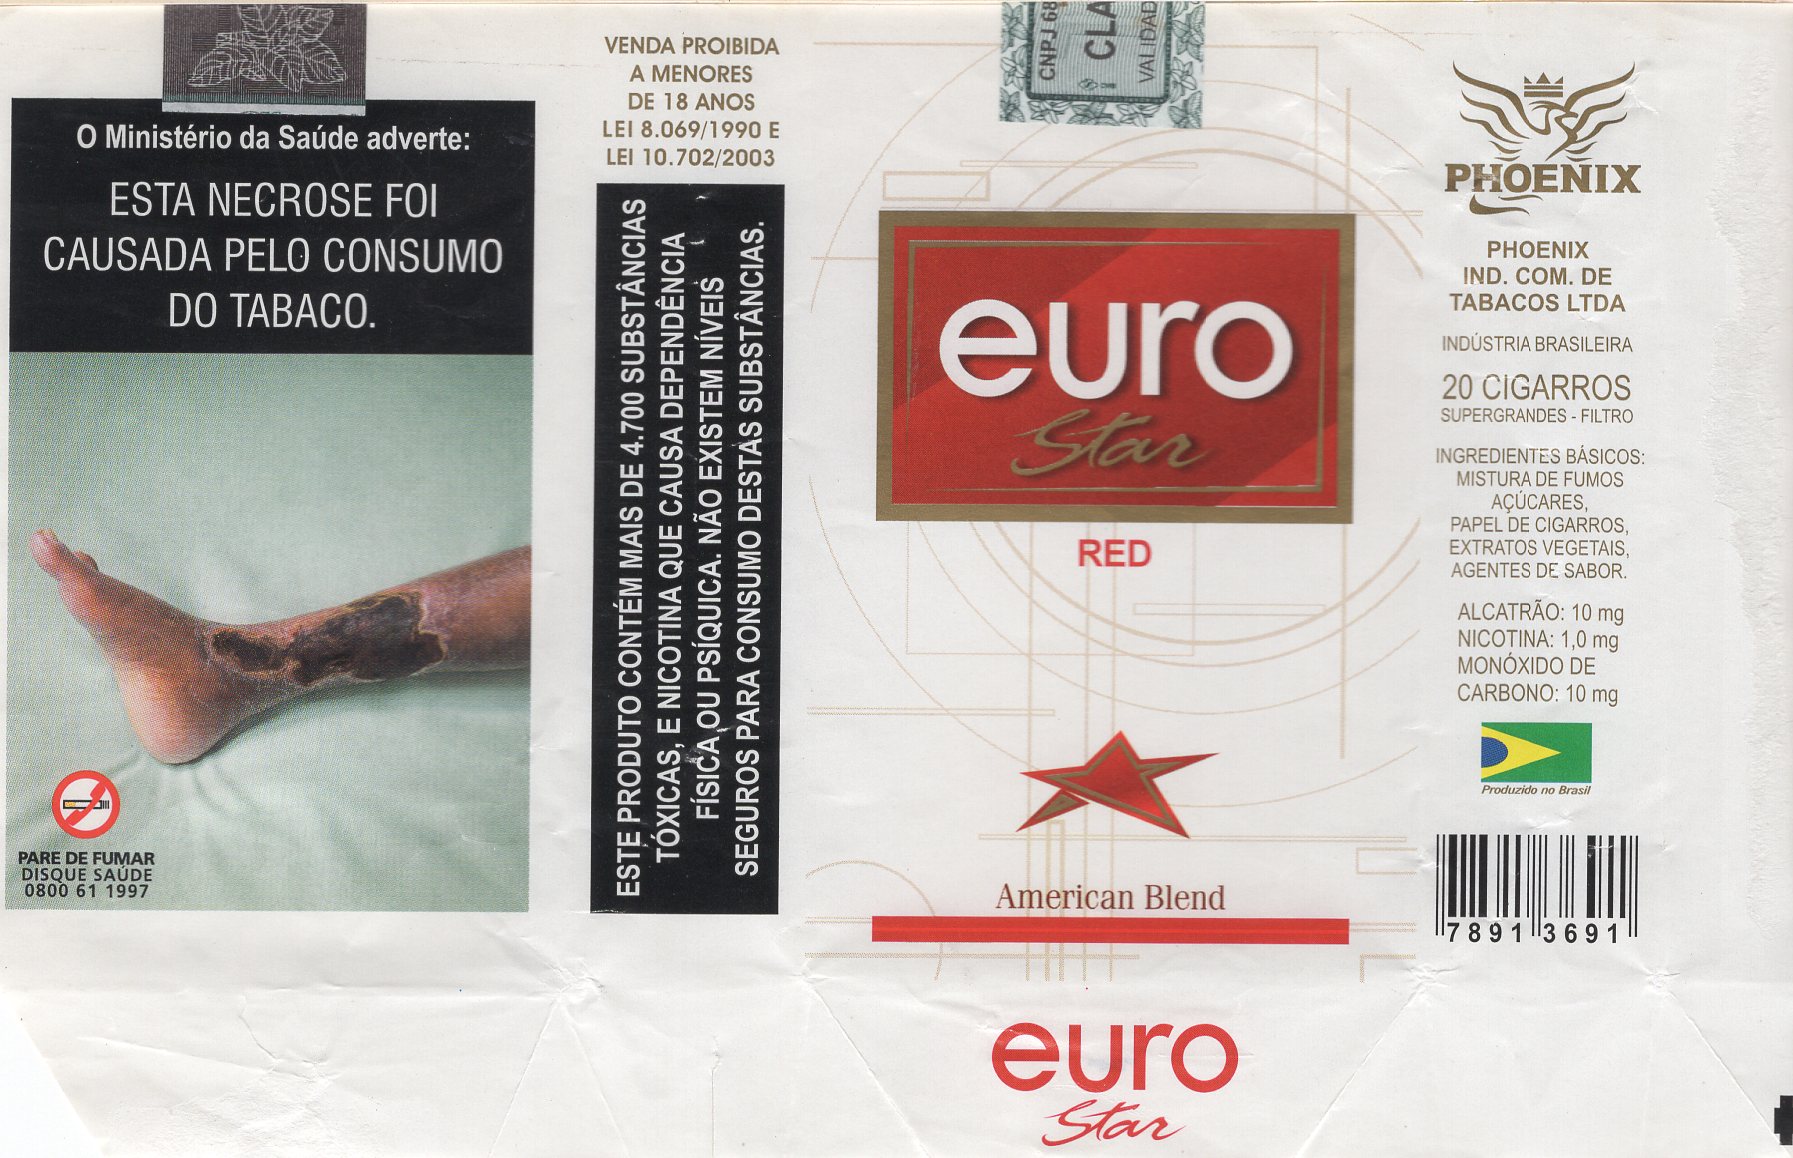 O Ministério da Saúde adverte:
ESTA NECROSE FOI
CAUSADA PELO CONSUMO
DO TABACO.
PARE DE FUMAR
DISQUE SAÚDE
0800 61 1997
VENDA PROIBIDA
A MENORES
DE 18 ANOS
LEI 8.069/1990 E
LEI 10.702/2003
ESTE PRODUTO CONTÉM MAIS DE 4.700 SUBSTÂNCIAS
TÓXICAS, E NICOTINA QUE CAUSA DEPENDÊNCIA
FÍSICA OU PSÍQUICA. NÃO EXISTEM NÍVEIS
SEGUROS PARA CONSUMO DESTAS SUBSTÂNCIAS.
CNPJ 68
CLA
VALIDAD
euro
Star
RED
American Blend
euro
Star
PHOENIX
PHOENIX
IND. COM. DE
TABACOS LTDA
INDÚSTRIA BRASILEIRA
20 CIGARROS
SUPERGRANDES - FILTRO
INGREDIENTES BÁSICOS:
MISTURA DE FUMOS
AÇÚCARES,
PAPEL DE CIGARROS,
EXTRATOS VEGETAIS,
AGENTES DE SABOR.
ALCATRÃO: 10 mg
NICOTINA: 1,0 mg
MONÓXIDO DE
CARBONO: 10 mg
Produzido no Brasil
7891 3691